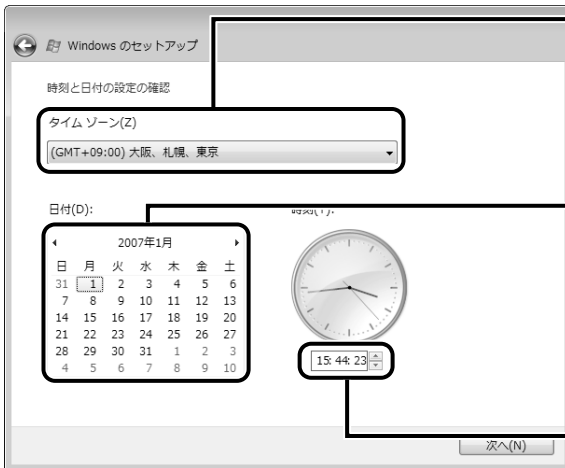 Windows のセットアップ
時刻と日付の設定の確認
タイム ゾーン(Z)
(GMT+09:00) 大阪、札幌、東京
日付(D): 時刻(T):
2007年1月
日 月 火 水 木 金 土
31 1 2 3 4 5 6
7 8 9 10 11 12 13
14 15 16 17 18 19 20
21 22 23 24 25 26 27
28 29 30 31 1 2 3
4 5 6 7 8 9 10
15: 44: 23
次へ(N)